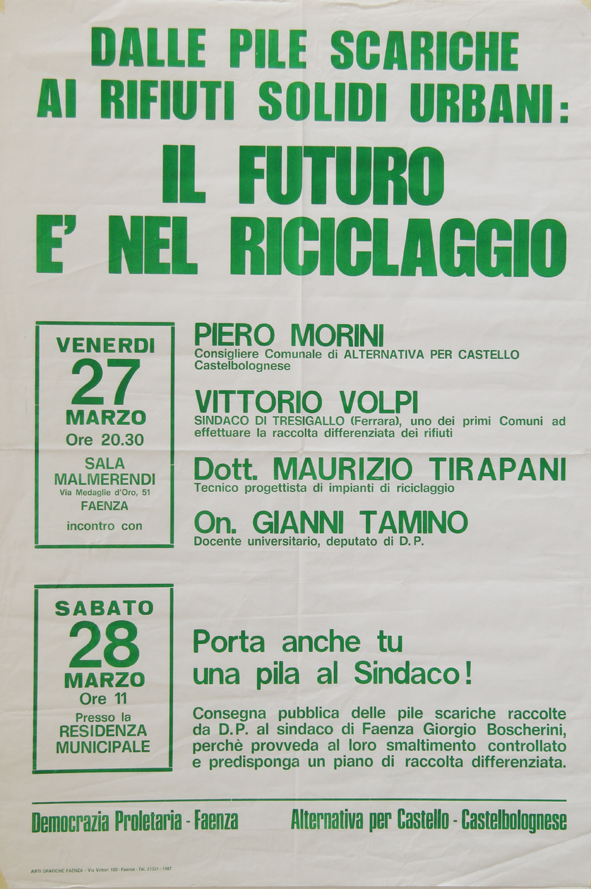 DALLE PILE SCARICHE
AI RIFIUTI SOLIDI URBANI:
IL FUTURO
E' NEL RICICLAGGIO
VENERDI
27
MARZO
Ore 20.30
SALA
MALMERENDI
Via Medaglie d'Oro, 51
FAENZA
incontro con
PIERO MORINI
Consigliere Comunale di ALTERNATIVA PER CASTELLO
Castelbolognese
VITTORIO VOLPI
SINDACO DI TRESIGALLO (Ferrara), uno dei primi Comuni ad
effettuare la raccolta differenziata dei rifiuti
Dott. MAURIZIO TIRAPANI
Tecnico progettista di impianti di riciclaggio
On. GIANNI TAMINO
Docente universitario, deputato di D.P.
SABATO
28
MARZO
Ore 11
Presso la
RESIDENZA
MUNICIPALE
Porta anche tu
una pila al Sindaco!
Consegna pubblica delle pile scariche raccolte
da D.P. al sindaco di Faenza Giorgio Boscherini,
perchè provveda al loro smaltimento controllato
e predisponga un piano di raccolta differenziata.
Democrazia Proletaria - Faenza
Alternativa per Castello - Castelbolognese
ARTI GRAFICHE FAENZA - Via Vittori 102 - Faenza - Tel. - 1987